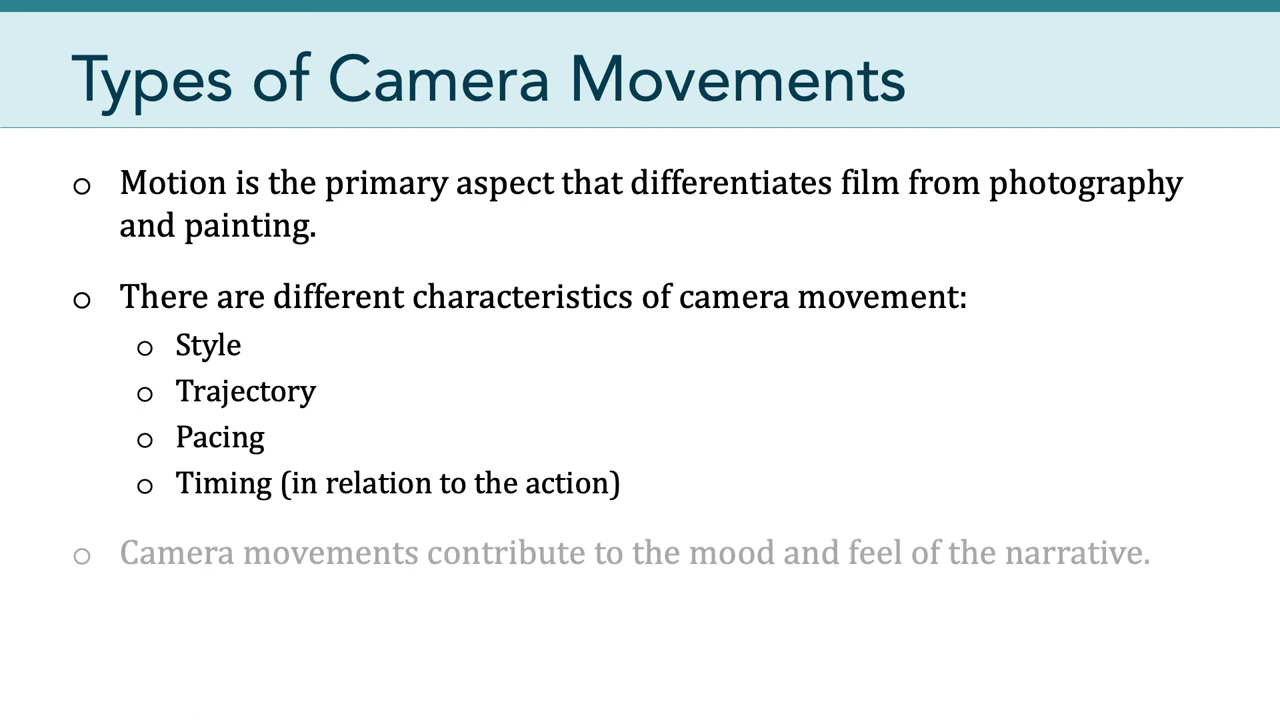 Types of Camera Movements
Motion is the primary aspect that differentiates film from photography
and painting.
There are different characteristics of camera movement:
Style
Trajectory
Pacing
Timing (in relation to the action)
Camera movements contribute to the mood and feel of the narrative.